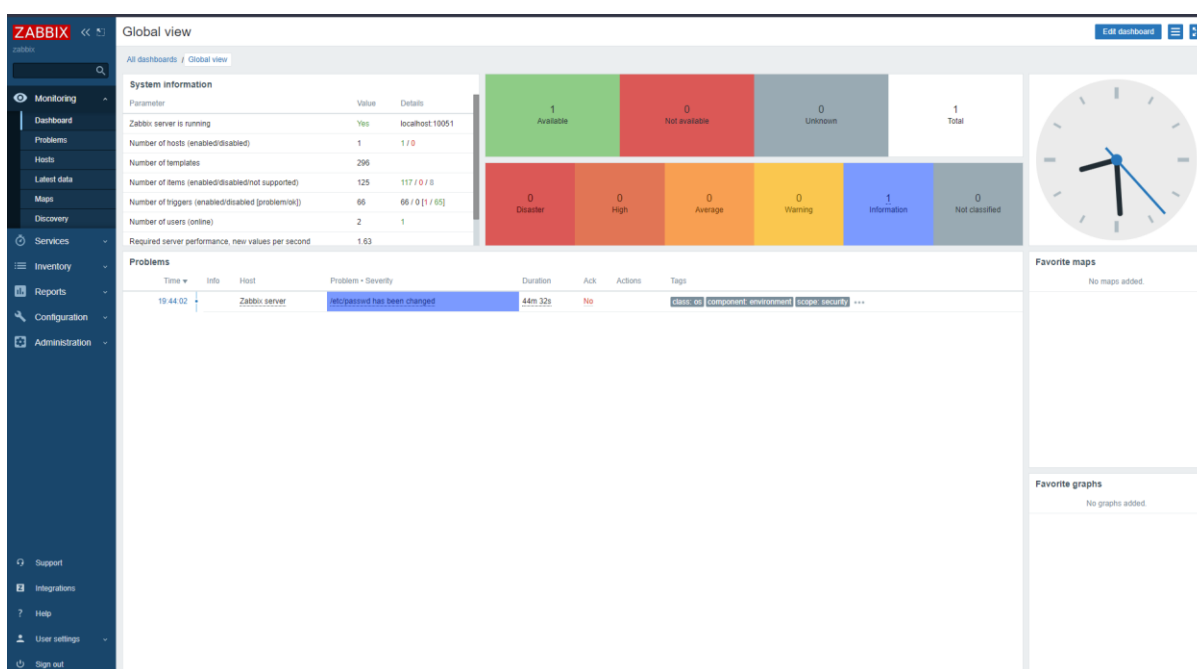 ZABBIX
zabbix
Monitoring
Dashboard
Problems
Hosts
Latest data
Maps
Discovery
Services
Inventory
Reports
Configuration
Administration
Support
Integrations
Help
User settings
Sign out
Global view
Edit dashboard
All dashboards / Global view
System information
Parameter Value Details
Zabbix server is running Yes localhost:10051
Number of hosts (enabled/disabled) 1 1 / 0
Number of templates 296
Number of items (enabled/disabled/not supported) 125 117 / 0 / 8
Number of triggers (enabled/disabled [problem/ok]) 66 66 / 0 [1 / 65]
Number of users (online) 2 1
Required server performance, new values per second 1.63
1 0 0 1
Available Not available Unknown Total
0 0 0 0 1 0
Disaster High Average Warning Information Not classified
Problems
Time ▼ Info Host Problem • Severity Duration Ack Actions Tags
19:44:02 Zabbix server /etc/passwd has been changed 44m 32s No class: os component: environment scope: security •••
Favorite maps
No maps added.
Favorite graphs
No graphs added.